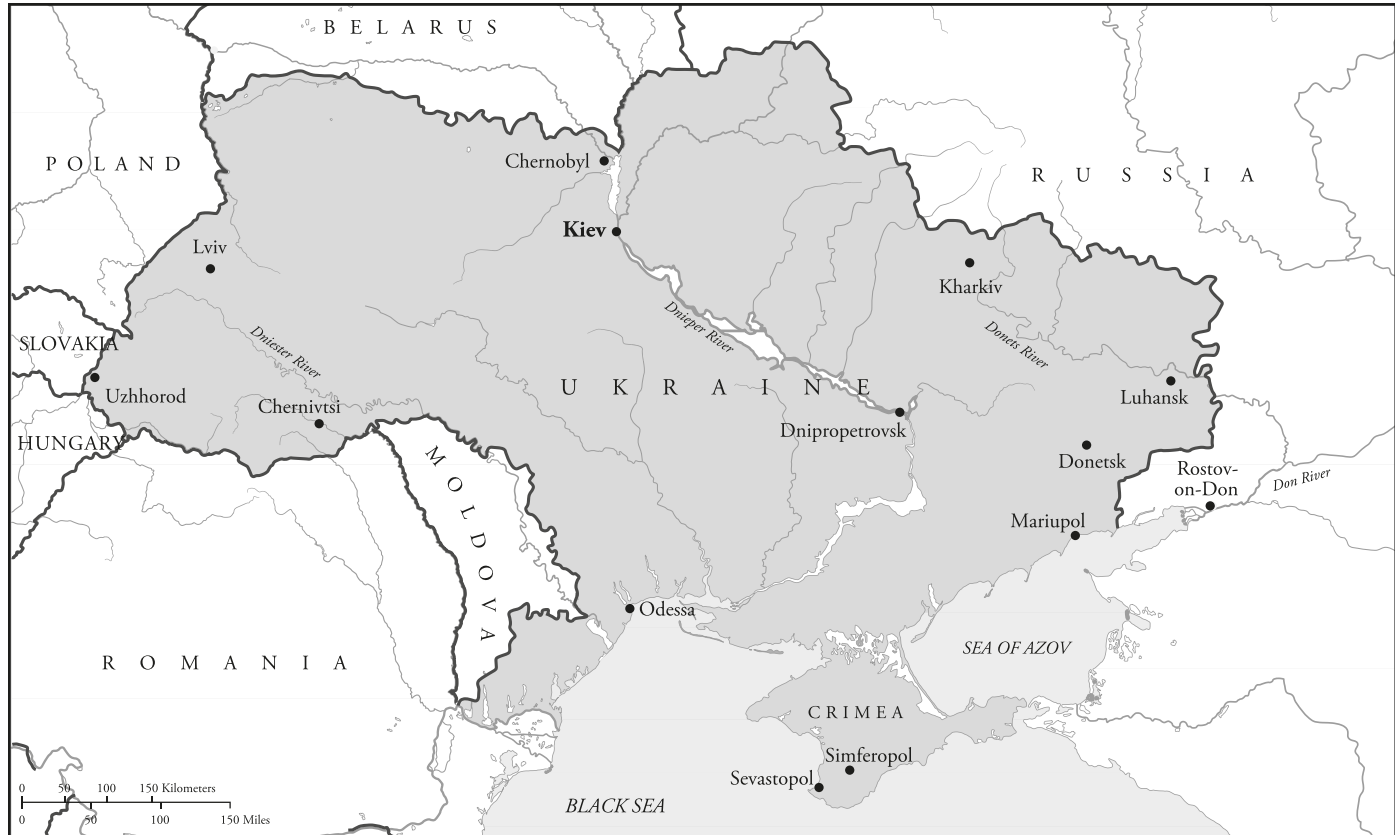 BELARUS
POLAND
RUSSIA
Chernobyl
Kiev
Lviv
Kharkiv
SLOVAKIA
Dniester River
Dnieper River
Donets River
UKRAINE
Uzhhorod
Chernivtsi
Luhansk
HUNGARY
Dnipropetrovsk
Donetsk
MOLDOVA
Rostov-
on-Don
Don River
Mariupol
Odessa
SEA OF AZOV
ROMANIA
CRIMEA
Simferopol
Sevastopol
BLACK SEA
0 50 100 150 Kilometers
0 50 100 150 Miles